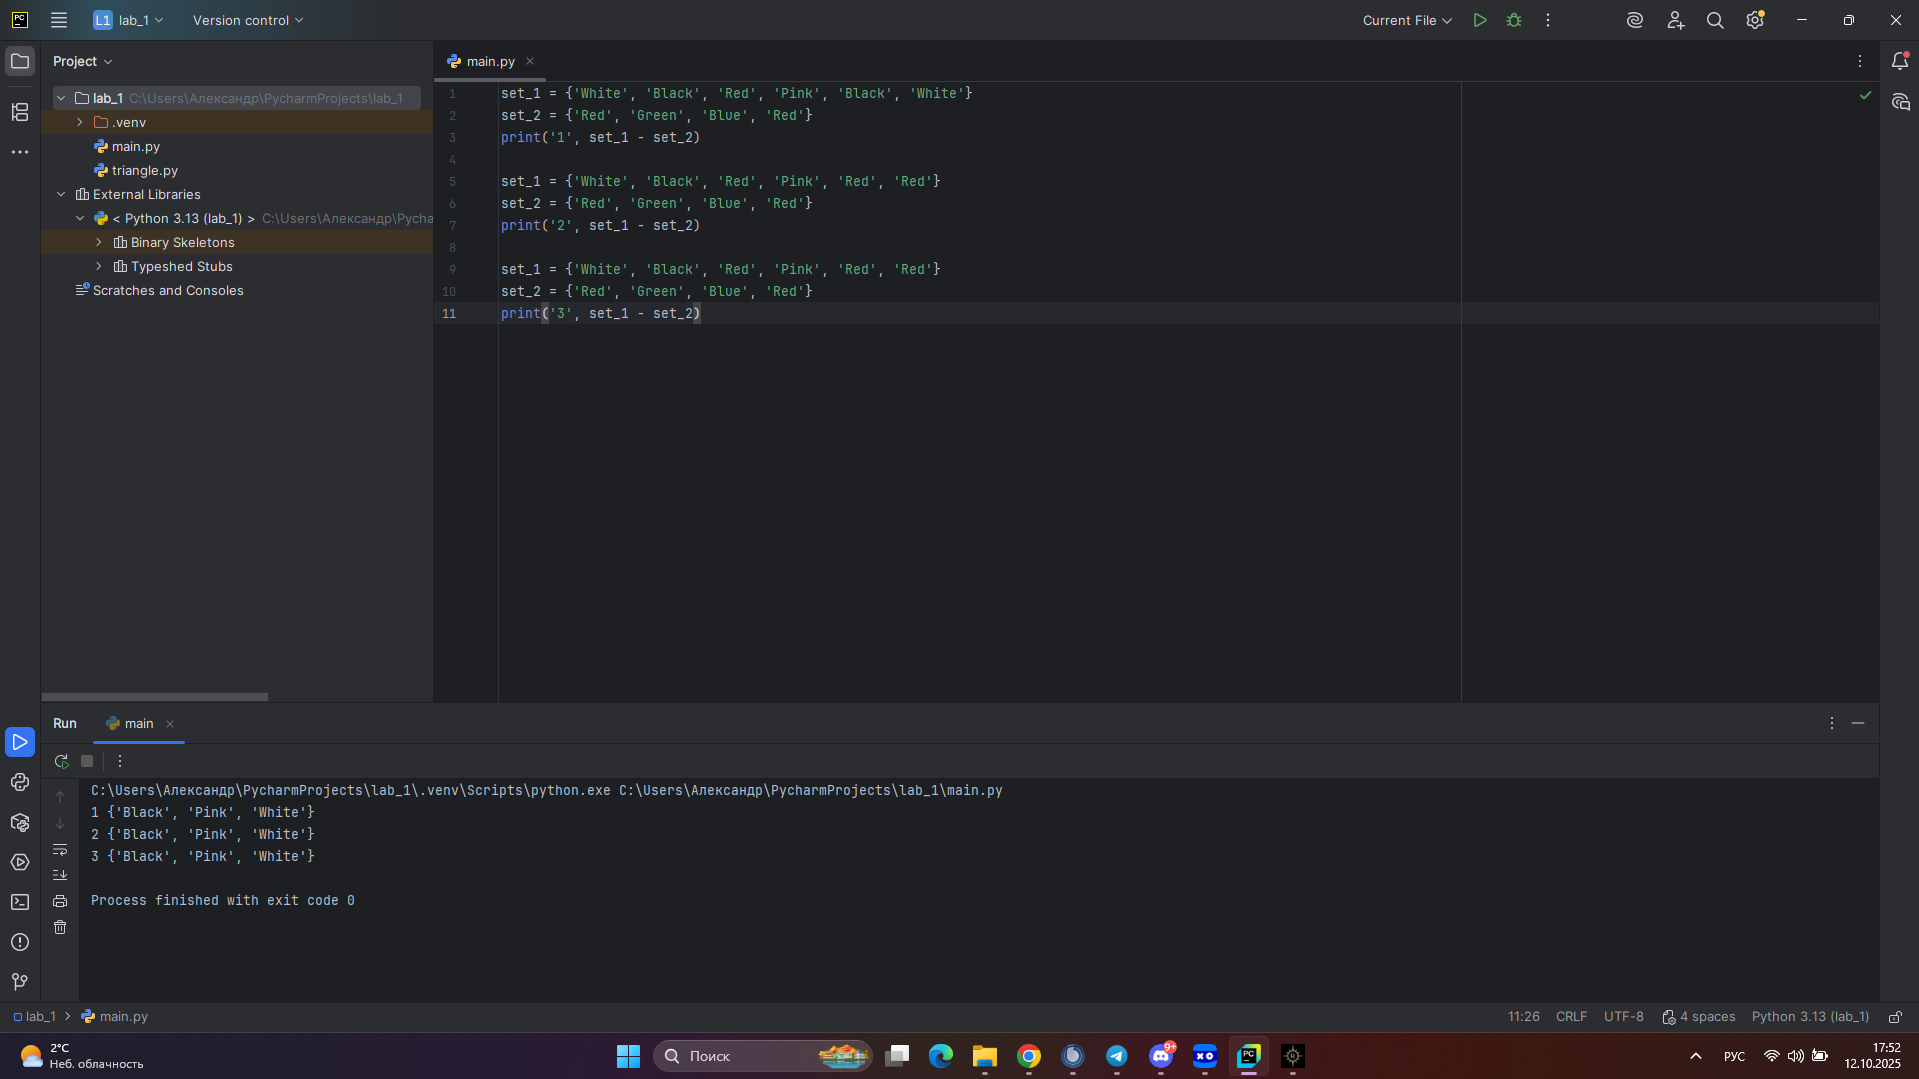 PC L1 lab_1 Version control Current File
Project
lab_1 C:\Users\Александр\PycharmProjects\lab_1
.venv
main.py
triangle.py
External Libraries
< Python 3.13 (lab_1) > C:\Users\Александр\Pycha
Binary Skeletons
Typeshed Stubs
Scratches and Consoles
main.py
1 set_1 = {'White', 'Black', 'Red', 'Pink', 'Black', 'White'}
2 set_2 = {'Red', 'Green', 'Blue', 'Red'}
3 print('1', set_1 - set_2)
4
5 set_1 = {'White', 'Black', 'Red', 'Pink', 'Red', 'Red'}
6 set_2 = {'Red', 'Green', 'Blue', 'Red'}
7 print('2', set_1 - set_2)
8
9 set_1 = {'White', 'Black', 'Red', 'Pink', 'Red', 'Red'}
10 set_2 = {'Red', 'Green', 'Blue', 'Red'}
11 print('3', set_1 - set_2)
Run main
C:\Users\Александр\PycharmProjects\lab_1\.venv\Scripts\python.exe C:\Users\Александр\PycharmProjects\lab_1\main.py
1 {'Black', 'Pink', 'White'}
2 {'Black', 'Pink', 'White'}
3 {'Black', 'Pink', 'White'}
Process finished with exit code 0
lab_1 > main.py 11:26 CRLF UTF-8 4 spaces Python 3.13 (lab_1)
2°C
Неб. облачность
Поиск
9+
XO
PC
РУС
17:52
12.10.2025